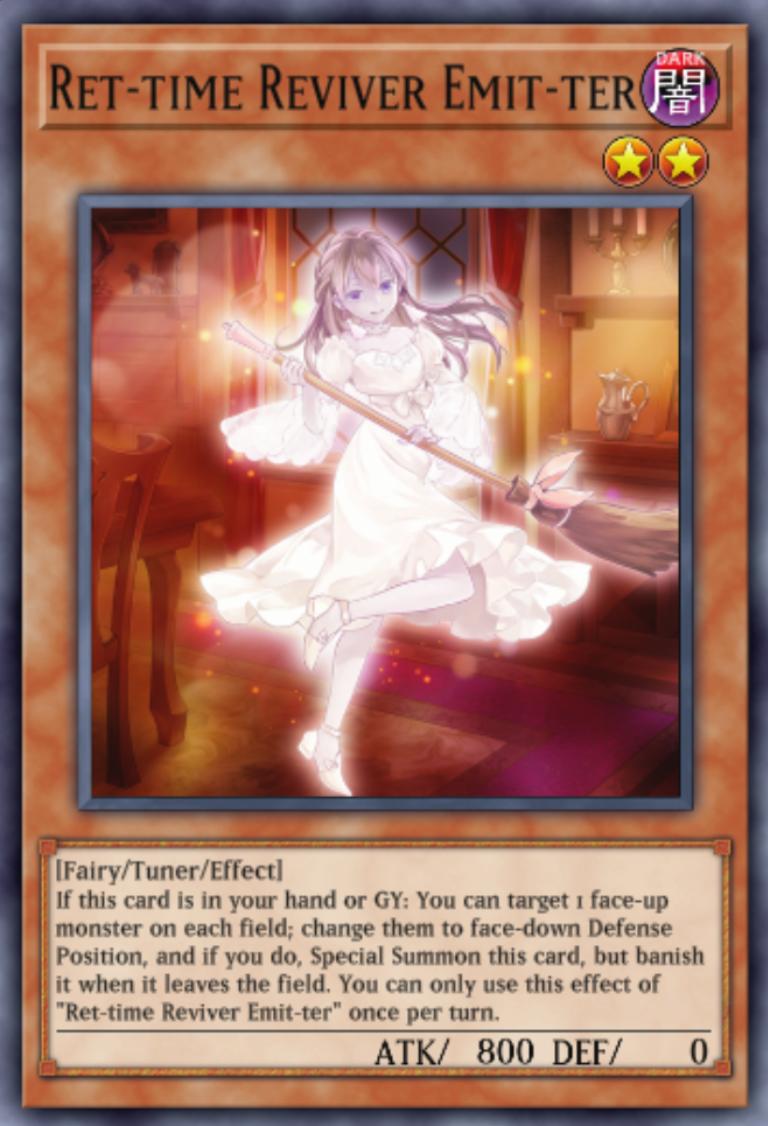 Ret-time Reviver Emit-ter
DARK
闇
[Fairy/Tuner/Effect]
If this card is in your hand or GY: You can target 1 face-up
monster on each field; change them to face-down Defense
Position, and if you do, Special Summon this card, but banish
it when it leaves the field. You can only use this effect of
"Ret-time Reviver Emit-ter" once per turn.
ATK/ 800 DEF/ 0